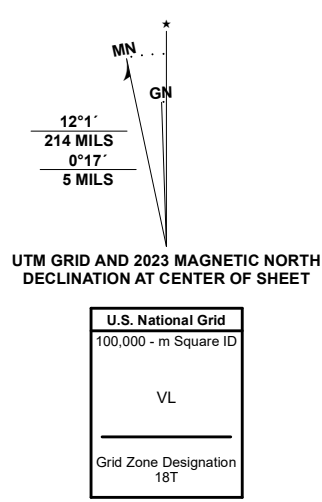 ★
MN
GN
12°1´
214 MILS
0°17´
5 MILS
UTM GRID AND 2023 MAGNETIC NORTH
DECLINATION AT CENTER OF SHEET
U.S. National Grid
100,000 - m Square ID
VL
Grid Zone Designation
18T